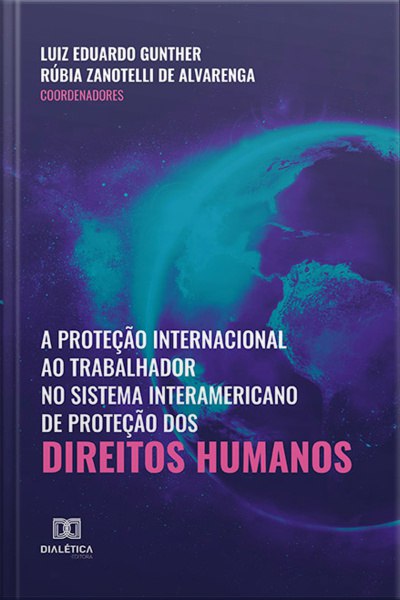 LUIZ EDUARDO GUNTHER
RÚBIA ZANOTELLI DE ALVARENGA
COORDENADORES
A PROTEÇÃO INTERNACIONAL
AO TRABALHADOR
NO SISTEMA INTERAMERICANO
DE PROTEÇÃO DOS
DIREITOS HUMANOS
DIALÉTICA
EDITORA